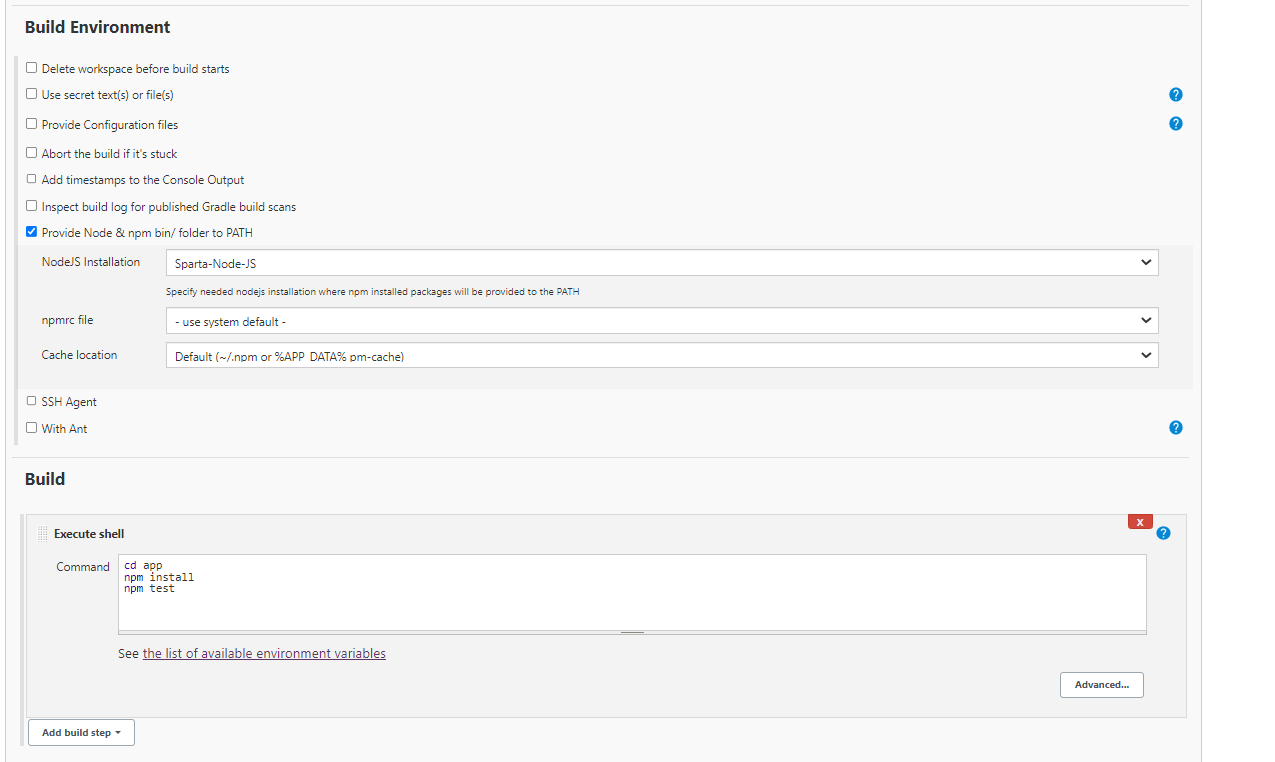 Build Environment
Delete workspace before build starts
Use secret text(s) or file(s)
?
Provide Configuration files
?
Abort the build if it's stuck
Add timestamps to the Console Output
Inspect build log for published Gradle build scans
Provide Node & npm bin/ folder to PATH
NodeJS Installation Sparta-Node-JS
Specify needed nodejs installation where npm installed packages will be provided to the PATH
npmrc file - use system default -
Cache location Default (~/.npm or %APP_DATA% pm-cache)
SSH Agent
With Ant
?
Build
X
Execute shell
?
Command cd app
npm install
npm test
See the list of available environment variables
Advanced...
Add build step